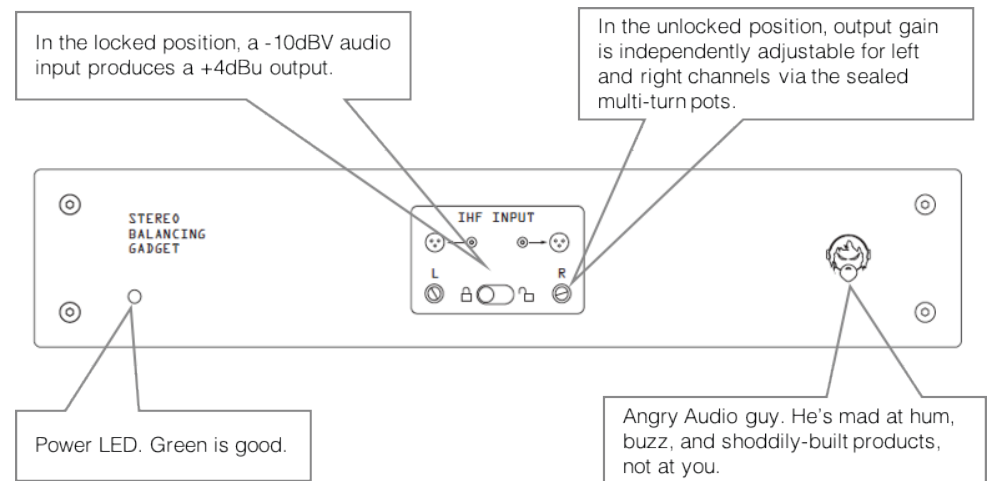 In the locked position, a -10dBV audio
input produces a +4dBu output.
In the unlocked position, output gain
is independently adjustable for left
and right channels via the sealed
multi-turn pots.
STEREO
BALANCING
GADGET
IHF INPUT
L
R
Power LED. Green is good.
Angry Audio guy. He's mad at hum,
buzz, and shoddily-built products,
not at you.